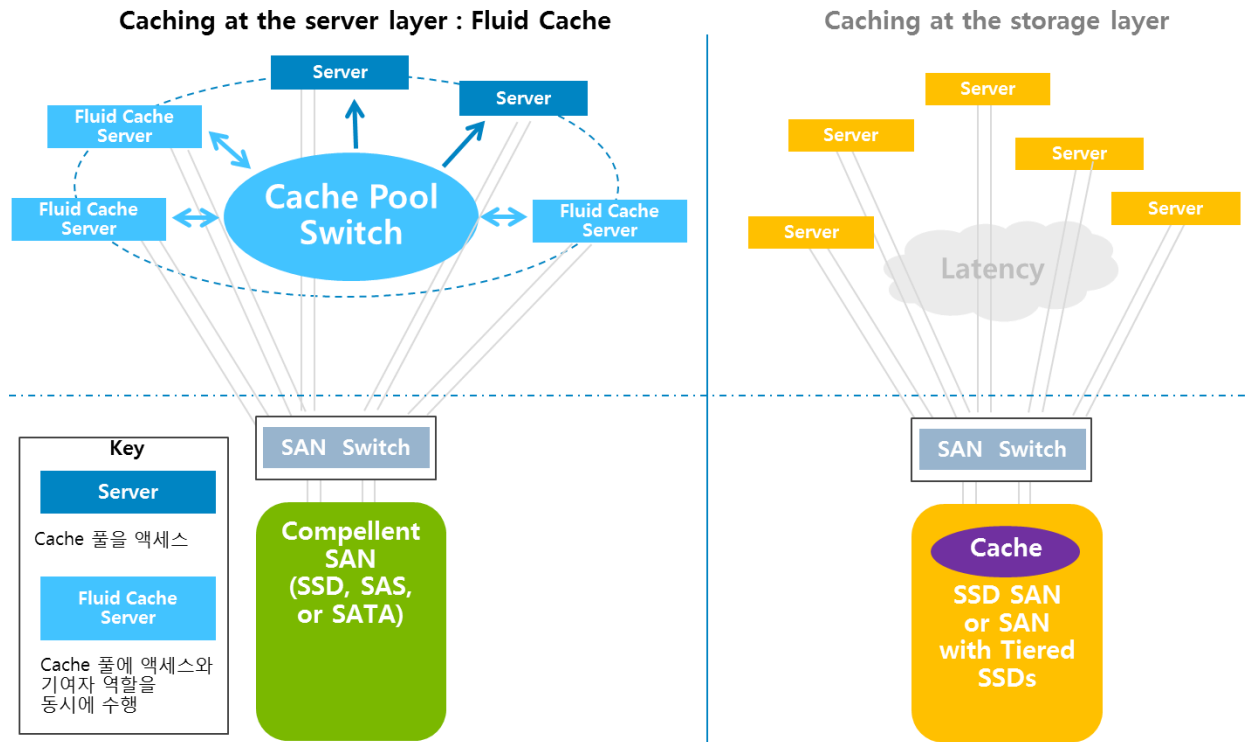 Caching at the server layer : Fluid Cache
Server
Server
Fluid Cache
Server
Fluid Cache
Server
Cache Pool
Switch
Fluid Cache
Server
SAN Switch
Compellent
SAN
(SSD, SAS,
or SATA)
Key
Server
Cache 풀을 액세스
Fluid Cache
Server
Cache 풀에 액세스와
기여자 역할을
동시에 수행
Caching at the storage layer
Server
Server
Server
Server
Server
Latency
SAN Switch
Cache
SSD SAN
or SAN
with Tiered
SSDs